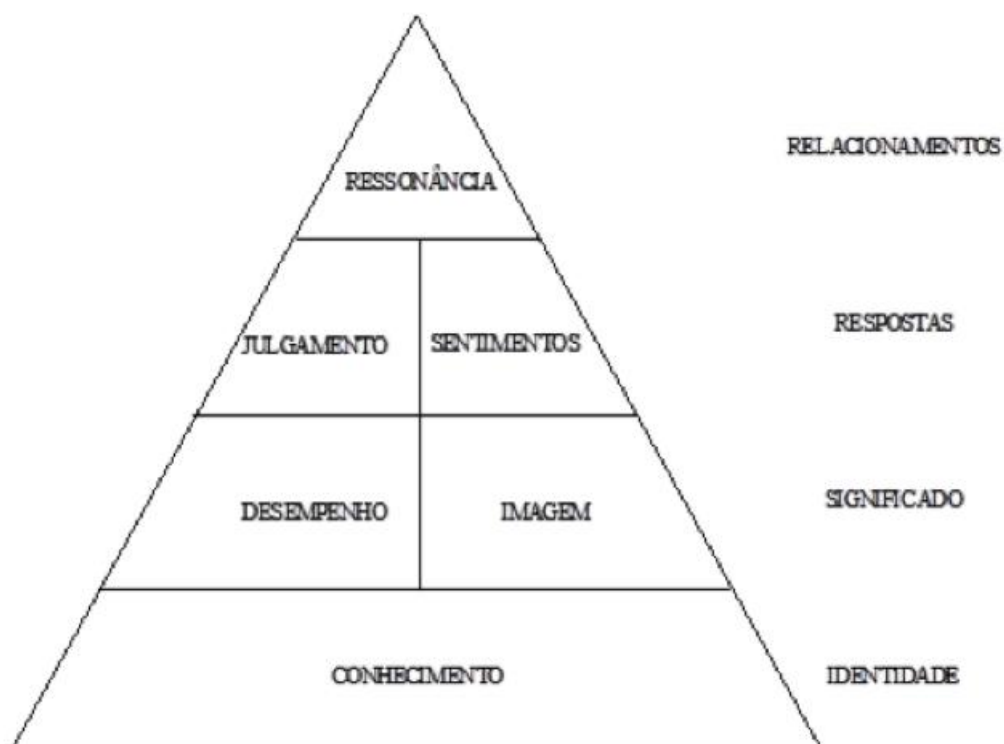 RELACIONAMENTOS
RESSONÂNCIA
RESPOSTAS
JULGAMENTO
SENTIMENTOS
SIGNIFICADO
DESEMPENHO
IMAGEM
CONHECIMENTO
IDENTIDADE